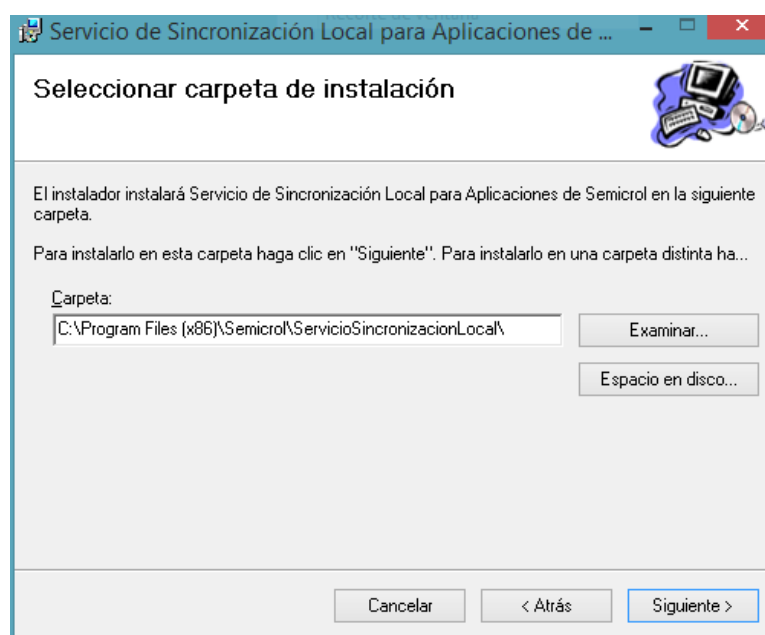 Servicio de Sincronización Local para Aplicaciones de ...
Seleccionar carpeta de instalación
El instalador instalará Servicio de Sincronización Local para Aplicaciones de Semicrol en la siguiente
carpeta.
Para instalarlo en esta carpeta haga clic en "Siguiente". Para instalarlo en una carpeta distinta ha...
Carpeta:
C:\Program Files (x86)\Semicrol\ServicioSincronizacionLocal\
Examinar...
Espacio en disco...
Cancelar
< Atrás
Siguiente >